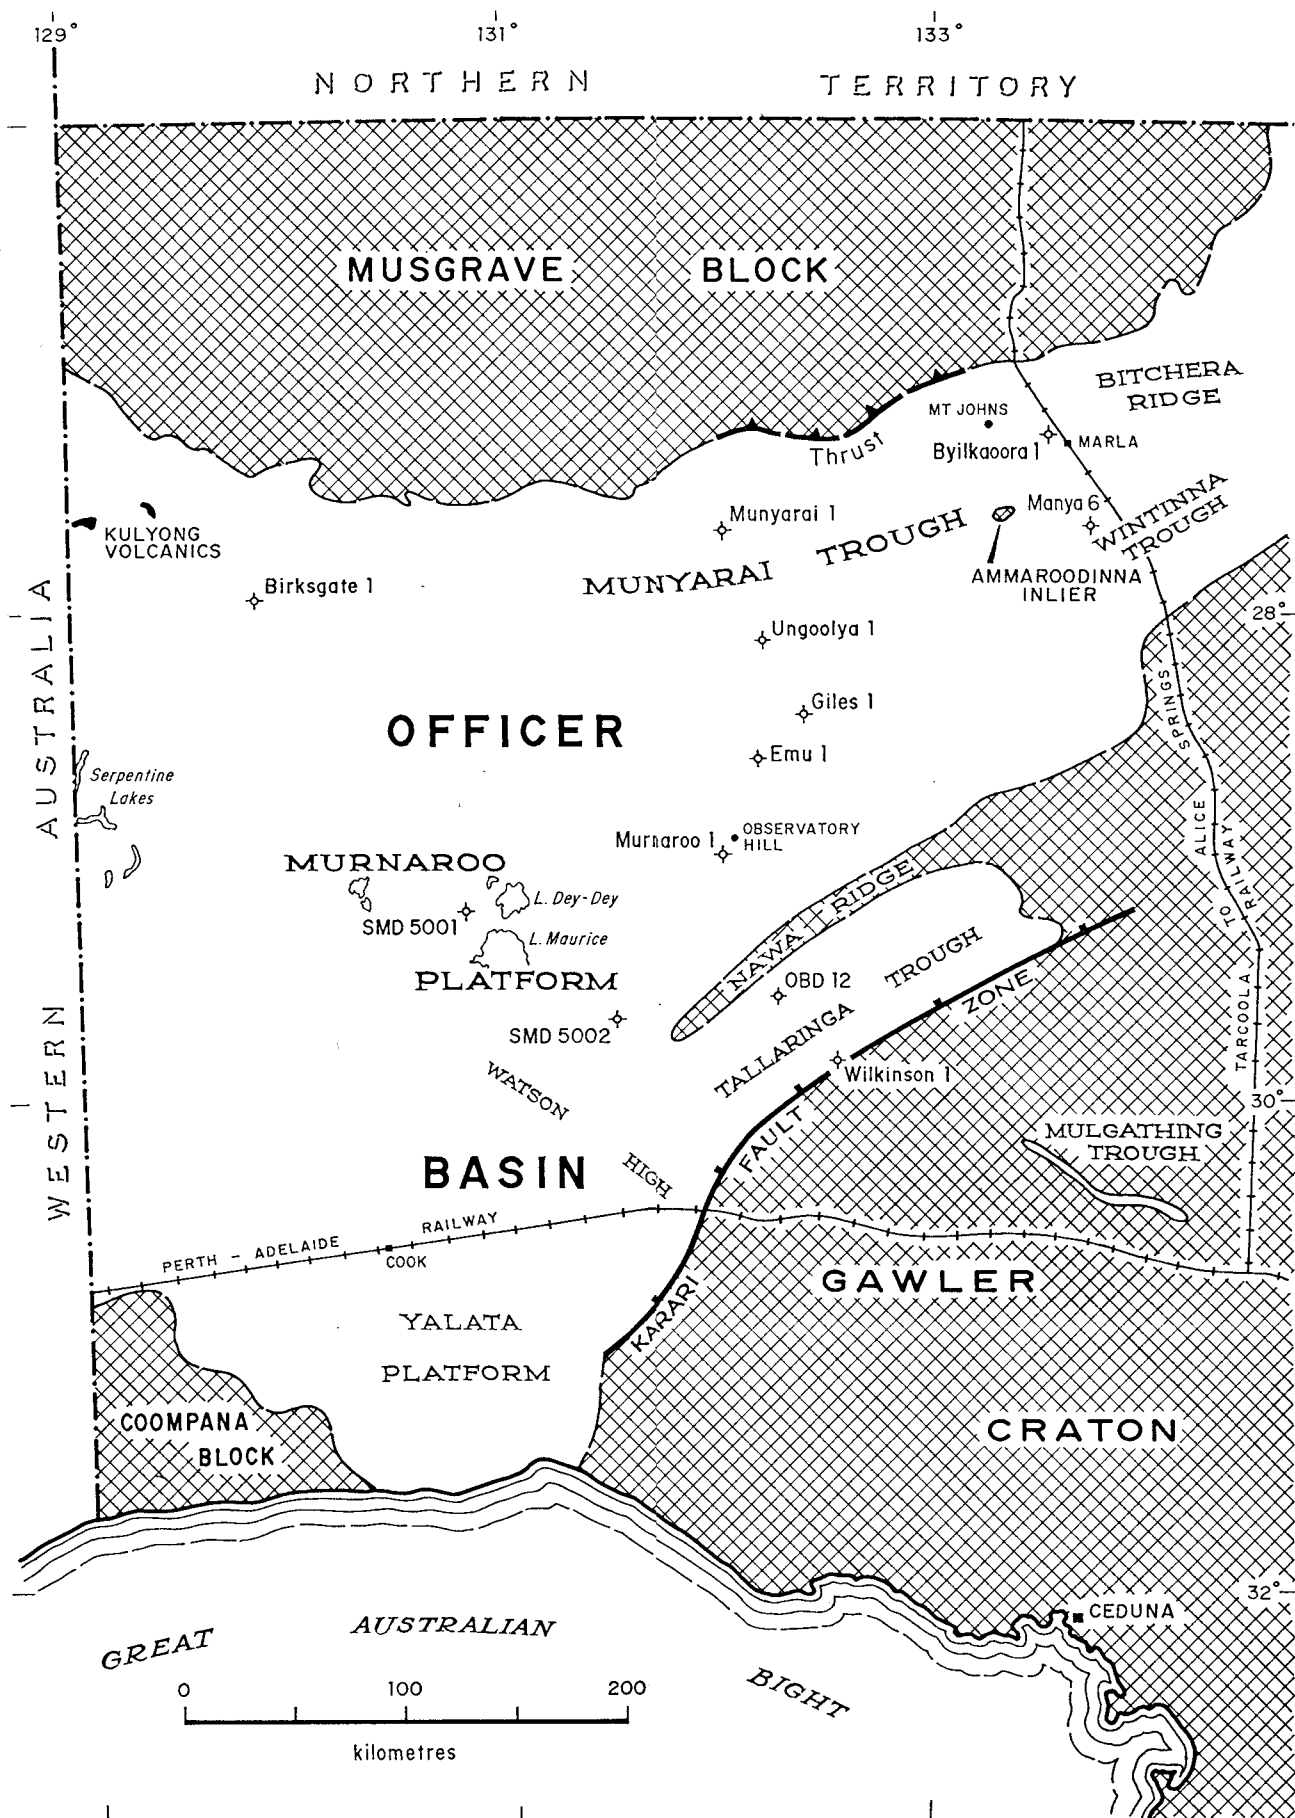 129° 131° 133°
NORTHERN TERRITORY
MUSGRAVE BLOCK
BITCHERA
RIDGE
MT JOHNS
Thrust
Byilkaoora 1
MARLA
Munyarai 1
Manya 6
WINTINNA
TROUGH
KULYONG
VOLCANICS
MUNYARAI TROUGH
AMMAROODINNA
INLIER
Birksgate 1
28°
Ungoolya 1
Giles 1
OFFICER
Emu 1
Serpentine
Lakes
WESTERN AUSTRALIA
Murnaroo 1
OBSERVATORY
HILL
TARCOOLA TO ALICE SPRINGS
RAILWAY
MURNAROO
L. Dey-Dey
SMD 5001
L. Maurice
PLATFORM
NAWA RIDGE
OBD 12
TALLARINGA TROUGH
SMD 5002
WATSON HIGH
Wilkinson 1
KARARI FAULT ZONE
30°
MULGATHING
TROUGH
BASIN
PERTH - ADELAIDE RAILWAY
COOK
GAWLER
YALATA
PLATFORM
COOMPANA
BLOCK
CRATON
32°
CEDUNA
GREAT AUSTRALIAN BIGHT
0 100 200
kilometres